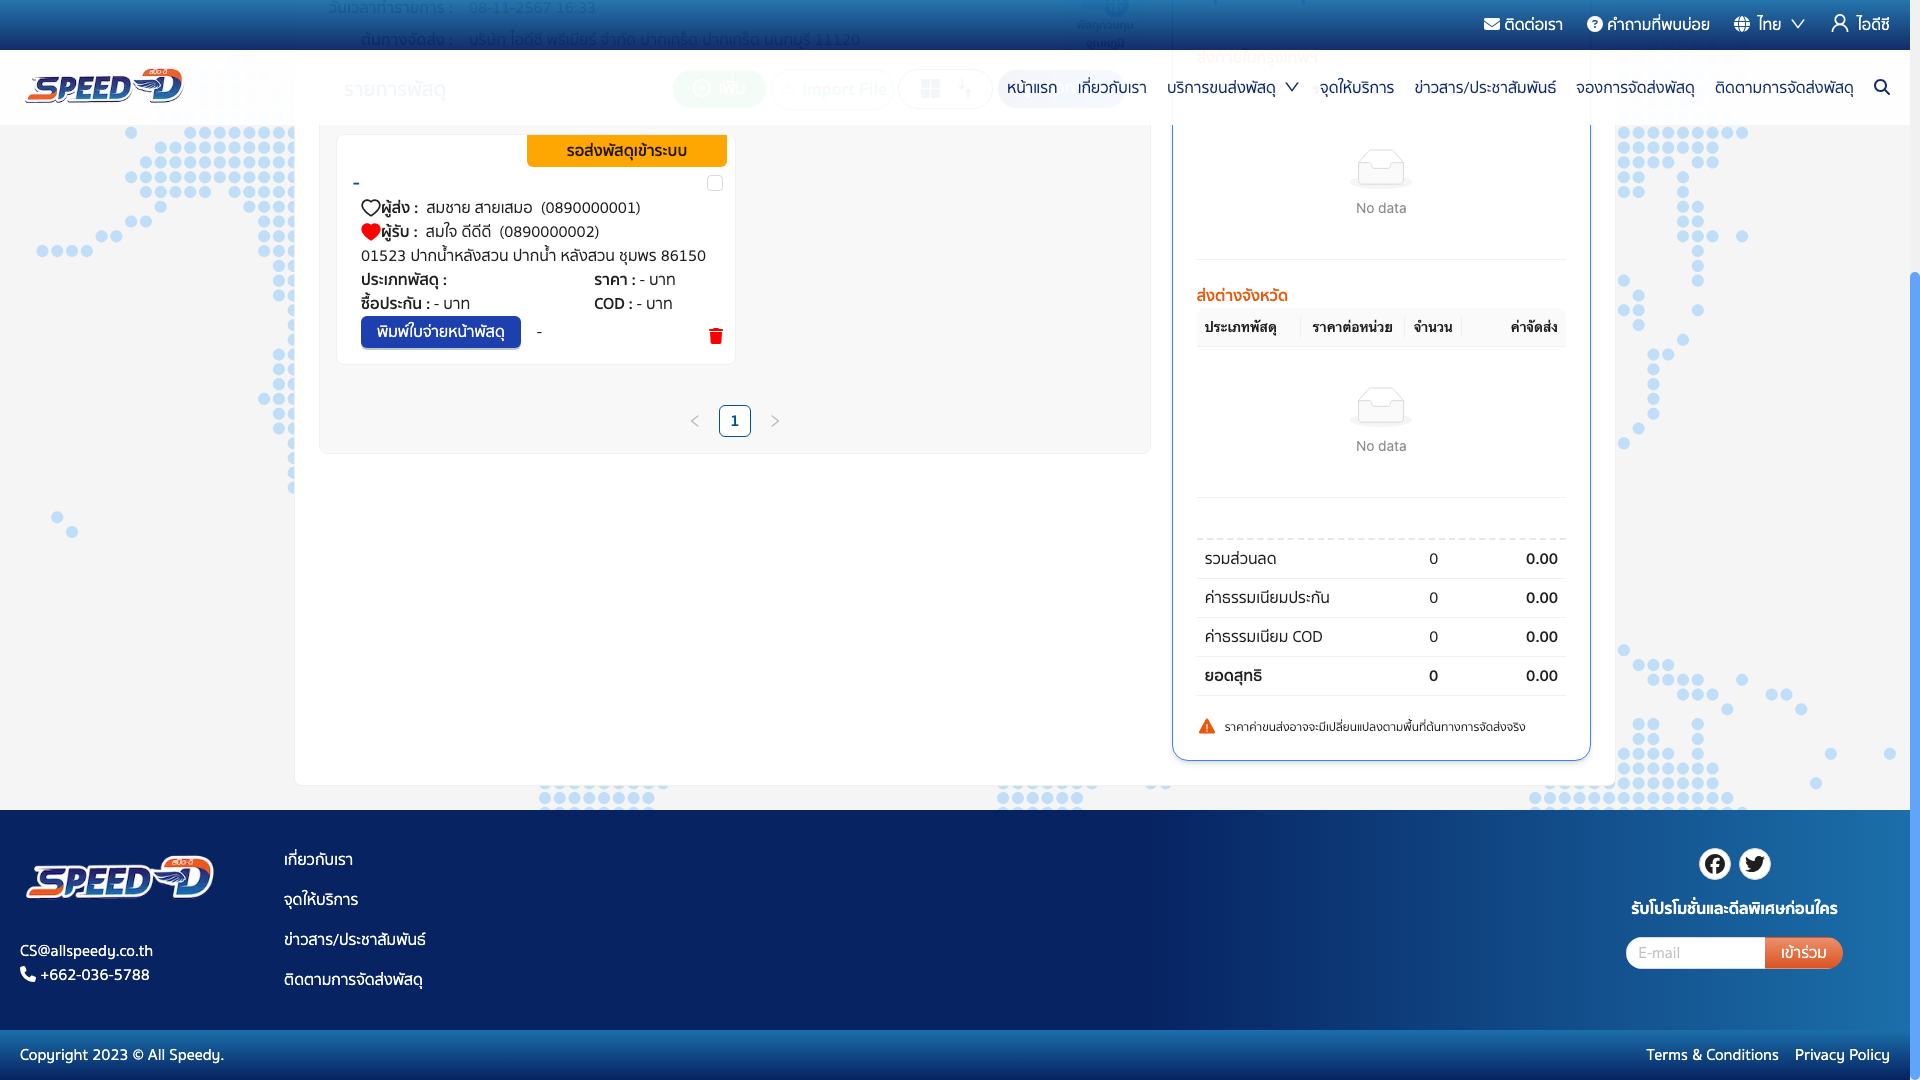 วันเวลาทำรายการ : 08-11-2567 16:33
ต้นทางจัดส่ง : บริษัท ไอดีซี พรีเมียร์ จำกัด ปากเกร็ด ปากเกร็ด นนทบุรี 11120
ติดต่อเรา คำถามที่พบบ่อย ไทย ไอดีซี
สปีด-ดี
SPEED-D
รายการพัสดุ เพิ่ม Import File
หน้าแรก เกี่ยวกับเรา บริการขนส่งพัสดุ จุดให้บริการ ข่าวสาร/ประชาสัมพันธ์ จองการจัดส่งพัสดุ ติดตามการจัดส่งพัสดุ
รอส่งพัสดุเข้าระบบ
-
ผู้ส่ง : สมชาย สายเสมอ (0890000001)
ผู้รับ : สมใจ ดีดีดี (0890000002)
01523 ปากน้ำหลังสวน ปากน้ำ หลังสวน ชุมพร 86150
ประเภทพัสดุ : ราคา : - บาท
ซื้อประกัน : - บาท COD : - บาท
พิมพ์ใบจ่ายหน้าพัสดุ -
1
No data
ส่งต่างจังหวัด
ประเภทพัสดุ ราคาต่อหน่วย จำนวน ค่าจัดส่ง
No data
รวมส่วนลด 0 0.00
ค่าธรรมเนียมประกัน 0 0.00
ค่าธรรมเนียม COD 0 0.00
ยอดสุทธิ 0 0.00
ราคาค่าขนส่งอาจจะมีเปลี่ยนแปลงตามพื้นที่ต้นทางการจัดส่งจริง
สปีด-ดี
SPEED-D
CS@allspeedy.co.th
+662-036-5788
เกี่ยวกับเรา
จุดให้บริการ
ข่าวสาร/ประชาสัมพันธ์
ติดตามการจัดส่งพัสดุ
รับโปรโมชั่นและดีลพิเศษก่อนใคร
E-mail เข้าร่วม
Copyright 2023 © All Speedy.
Terms & Conditions Privacy Policy